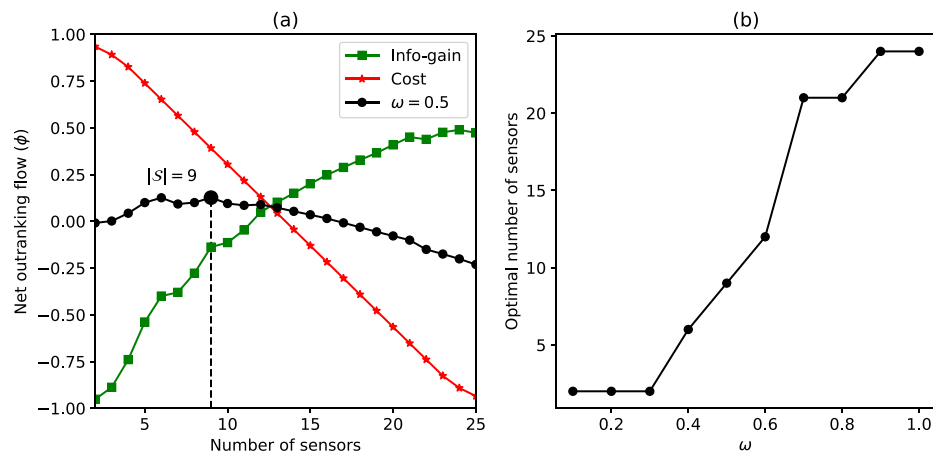 (a)
Net outranking flow (ϕ)
1.00
0.75
0.50
0.25
0.00
−0.25
−0.50
−0.75
−1.00
Info-gain
Cost
ω = 0.5
|𝒮| = 9
5
10
15
20
25
Number of sensors
(b)
Optimal number of sensors
25
20
15
10
5
0.2
0.4
0.6
0.8
1.0
ω